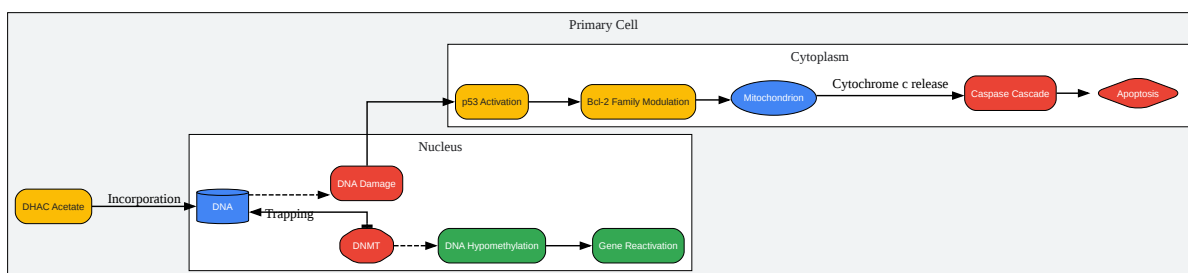 Primary Cell
Cytoplasm
p53 Activation
Bcl-2 Family Modulation
Mitochondrion
Cytochrome c release
Caspase Cascade
Apoptosis
Nucleus
DNA Damage
DHAC Acetate
Incorporation
DNA
Trapping
DNMT
DNA Hypomethylation
Gene Reactivation